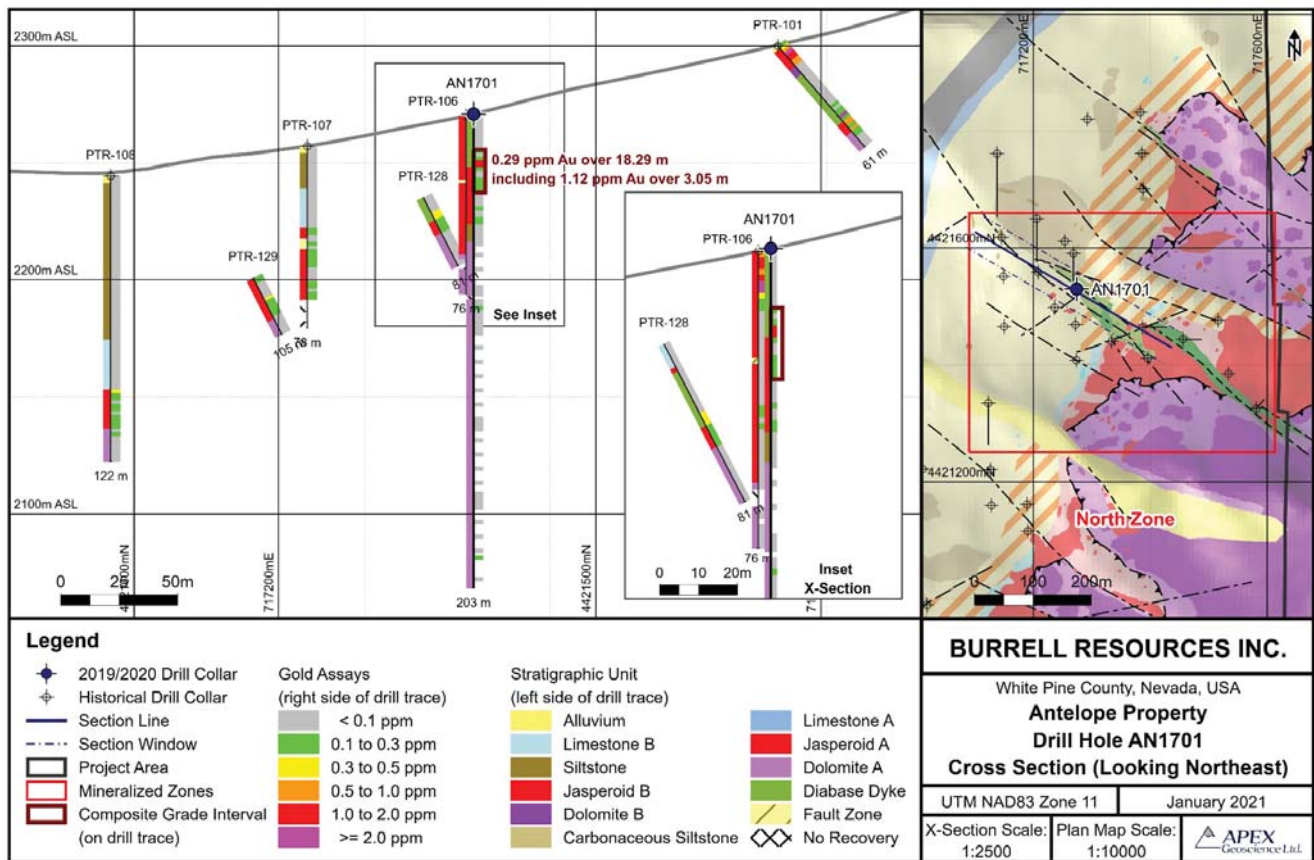 2300m ASL
PTR-101
AN1701
PTR-106
PTR-107
PTR-108
0.29 ppm Au over 18.29 m
including 1.12 ppm Au over 3.05 m
61 m
PTR-128
AN1701
PTR-106
PTR-129
2200m ASL
81 m
76 m
See Inset
105 m
78 m
PTR-128
122 m
2100m ASL
81 m
76 m
0 25 50m
717200mE
203 m
4421500mN
0 10 20m
Inset
X-Section
717200mE
717600mE
N
4421600mN
AN1701
4421200mN
North Zone
0 100 200m
Legend
2019/2020 Drill Collar
Historical Drill Collar
Section Line
Section Window
Project Area
Mineralized Zones
Composite Grade Interval
(on drill trace)
Gold Assays
(right side of drill trace)
< 0.1 ppm
0.1 to 0.3 ppm
0.3 to 0.5 ppm
0.5 to 1.0 ppm
1.0 to 2.0 ppm
>= 2.0 ppm
Stratigraphic Unit
(left side of drill trace)
Alluvium
Limestone B
Siltstone
Jasperoid B
Dolomite B
Carbonaceous Siltstone
Limestone A
Jasperoid A
Dolomite A
Diabase Dyke
Fault Zone
No Recovery
BURRELL RESOURCES INC.
White Pine County, Nevada, USA
Antelope Property
Drill Hole AN1701
Cross Section (Looking Northeast)
UTM NAD83 Zone 11
January 2021
X-Section Scale:
1:2500
Plan Map Scale:
1:10000
APEX
Geoscience Ltd.